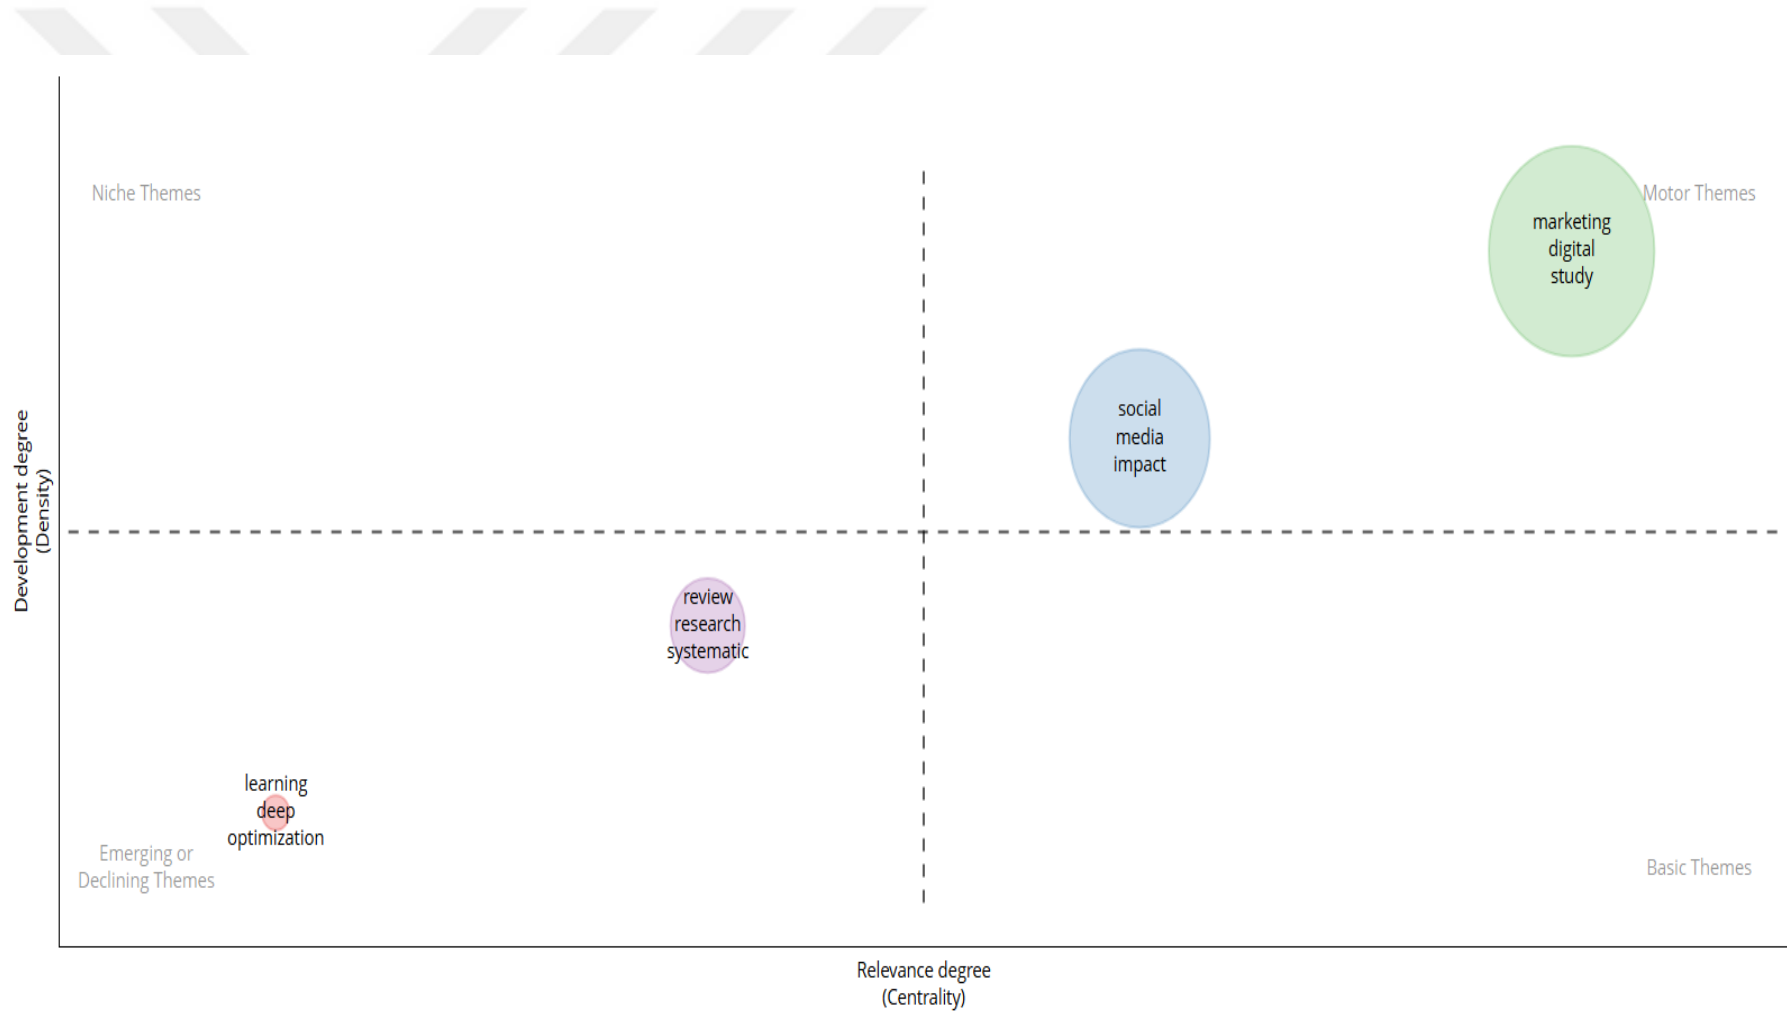 Niche Themes
Motor Themes
marketing
digital
study
social
media
impact
Development degree
(Density)
review
research
systematic
learning
deep
optimization
Emerging or
Declining Themes
Basic Themes
Relevance degree
(Centrality)